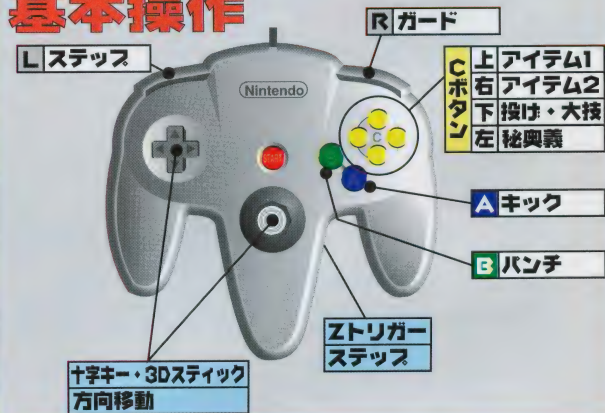 基本操作
L ステップ
R ガード
Cボタン
上 アイテム1
右 アイテム2
下 投げ・大技
左 秘奥義
Nintendo
START
C
A キック
B パンチ
Zトリガー
ステップ
十字キー・3Dスティック
方向移動